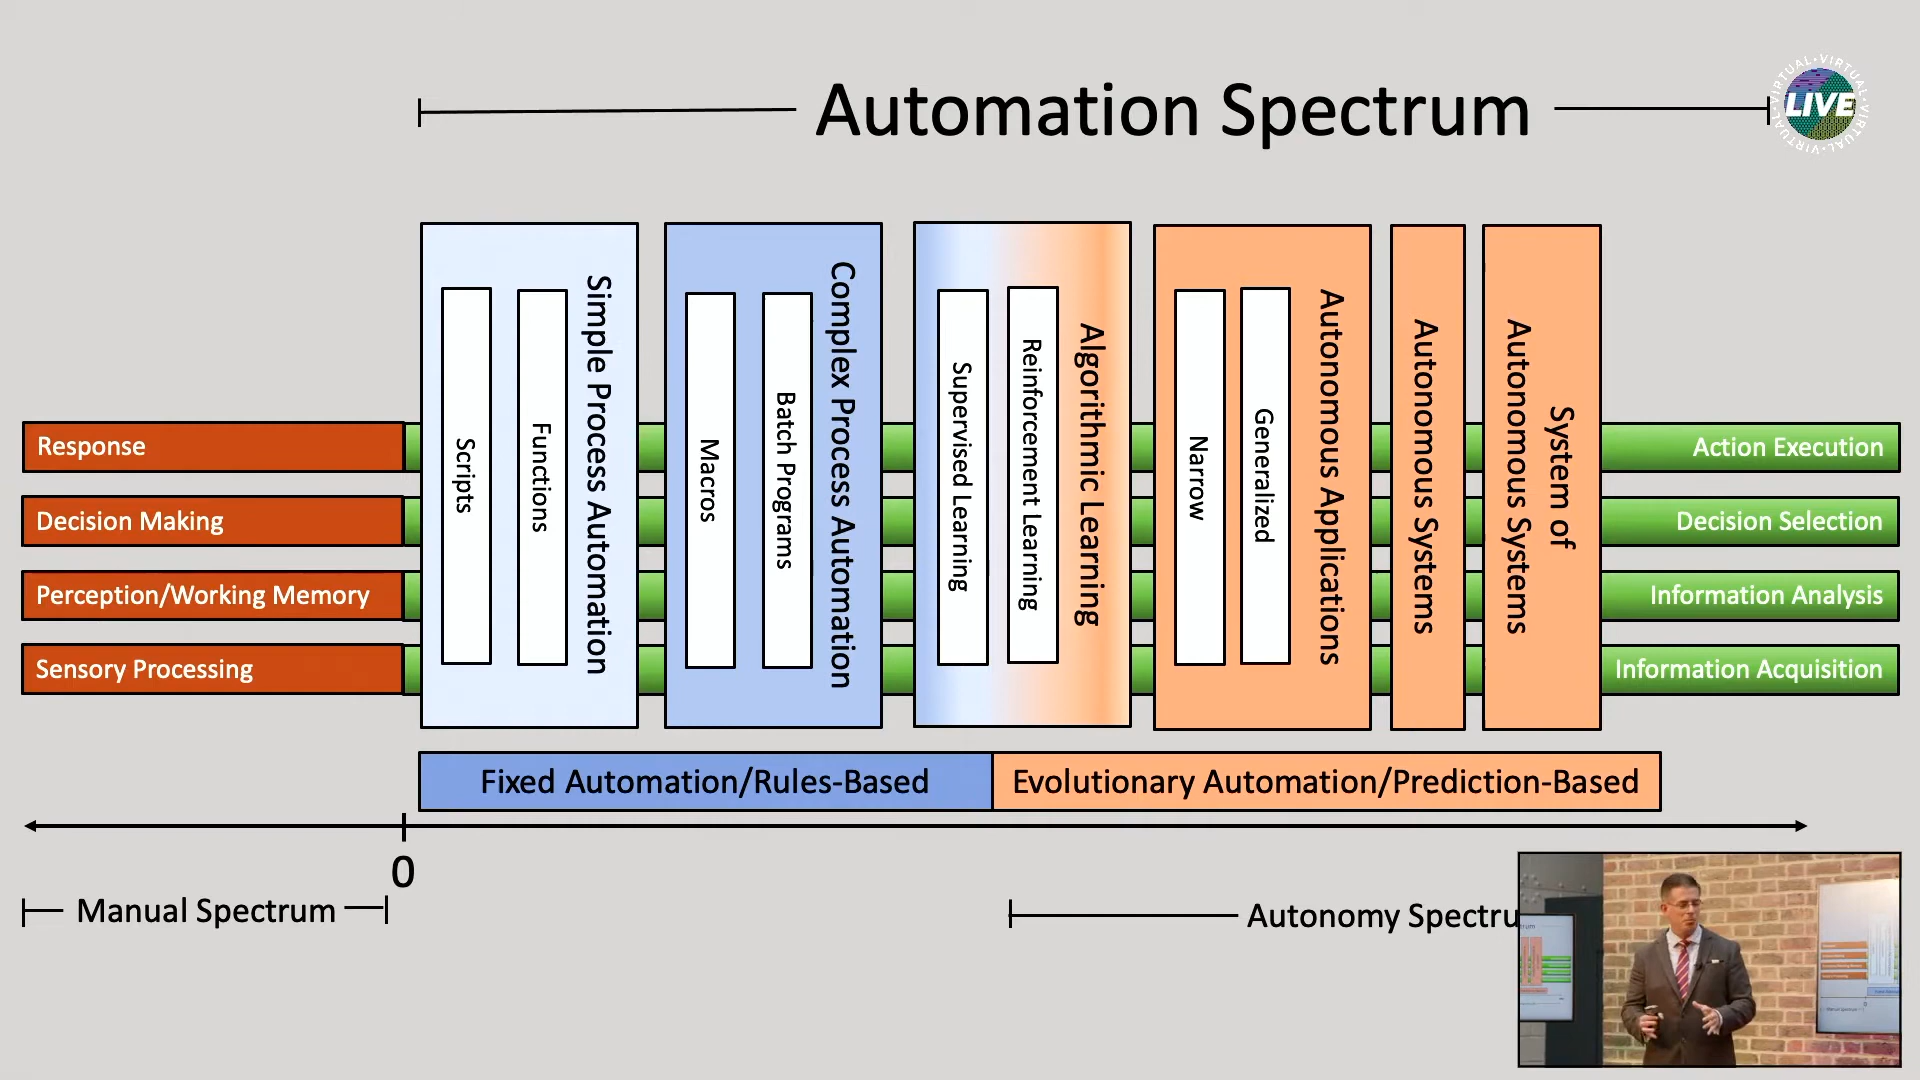 Automation Spectrum
VIRTUAL · VIRTUAL · VIRTUAL
LIVE
Simple Process Automation
Scripts
Functions
Complex Process Automation
Macros
Batch Programs
Algorithmic Learning
Supervised Learning
Reinforcement Learning
Autonomous Applications
Narrow
Generalized
Autonomous Systems
System of
Autonomous Systems
Response
Decision Making
Perception/Working Memory
Sensory Processing
Action Execution
Decision Selection
Information Analysis
Information Acquisition
Fixed Automation/Rules-Based
Evolutionary Automation/Prediction-Based
0
Manual Spectrum
Autonomy Spectru